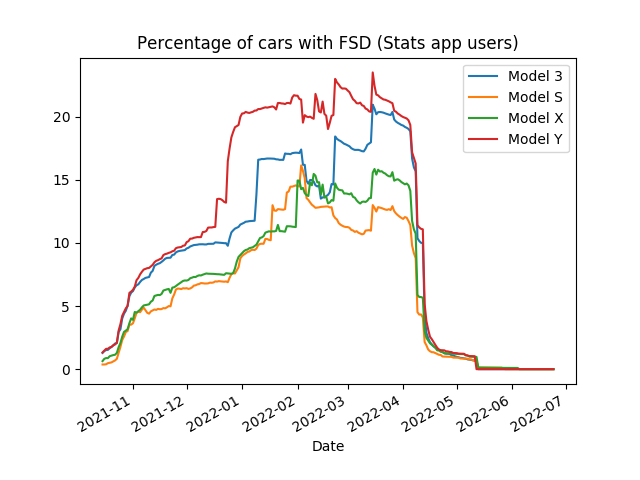 Percentage of cars with FSD (Stats app users)
Model 3
Model S
Model X
Model Y
20
15
10
5
0
2021-11
2021-12
2022-01
2022-02
2022-03
2022-04
2022-05
2022-06
2022-07
Date